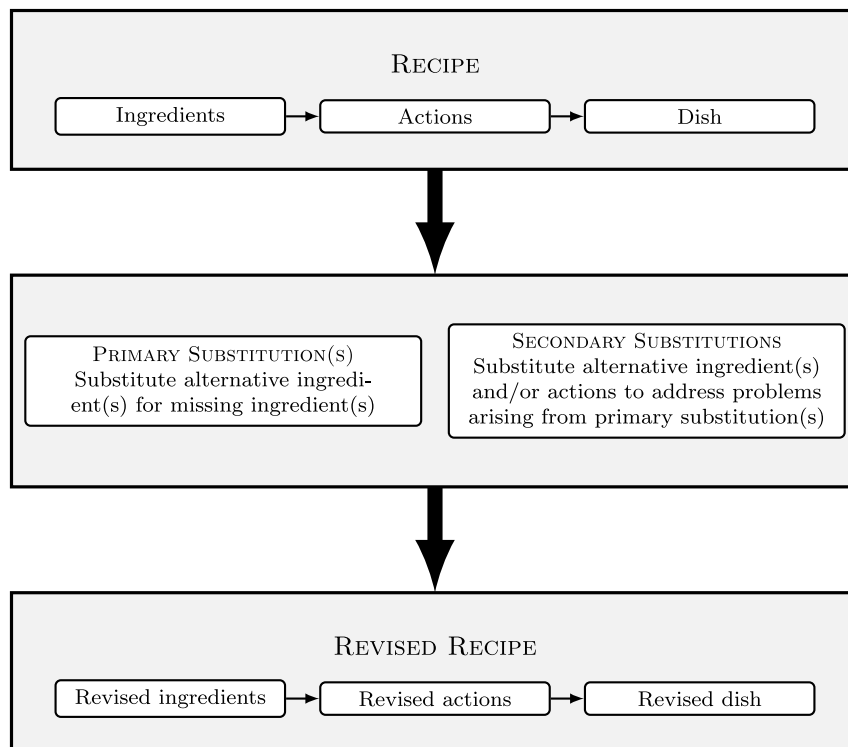 RECIPE
Ingredients
Actions
Dish
PRIMARY SUBSTITUTION(S)
Substitute alternative ingredi-
ent(s) for missing ingredient(s)
SECONDARY SUBSTITUTIONS
Substitute alternative ingredient(s)
and/or actions to address problems
arising from primary substitution(s)
REVISED RECIPE
Revised ingredients
Revised actions
Revised dish